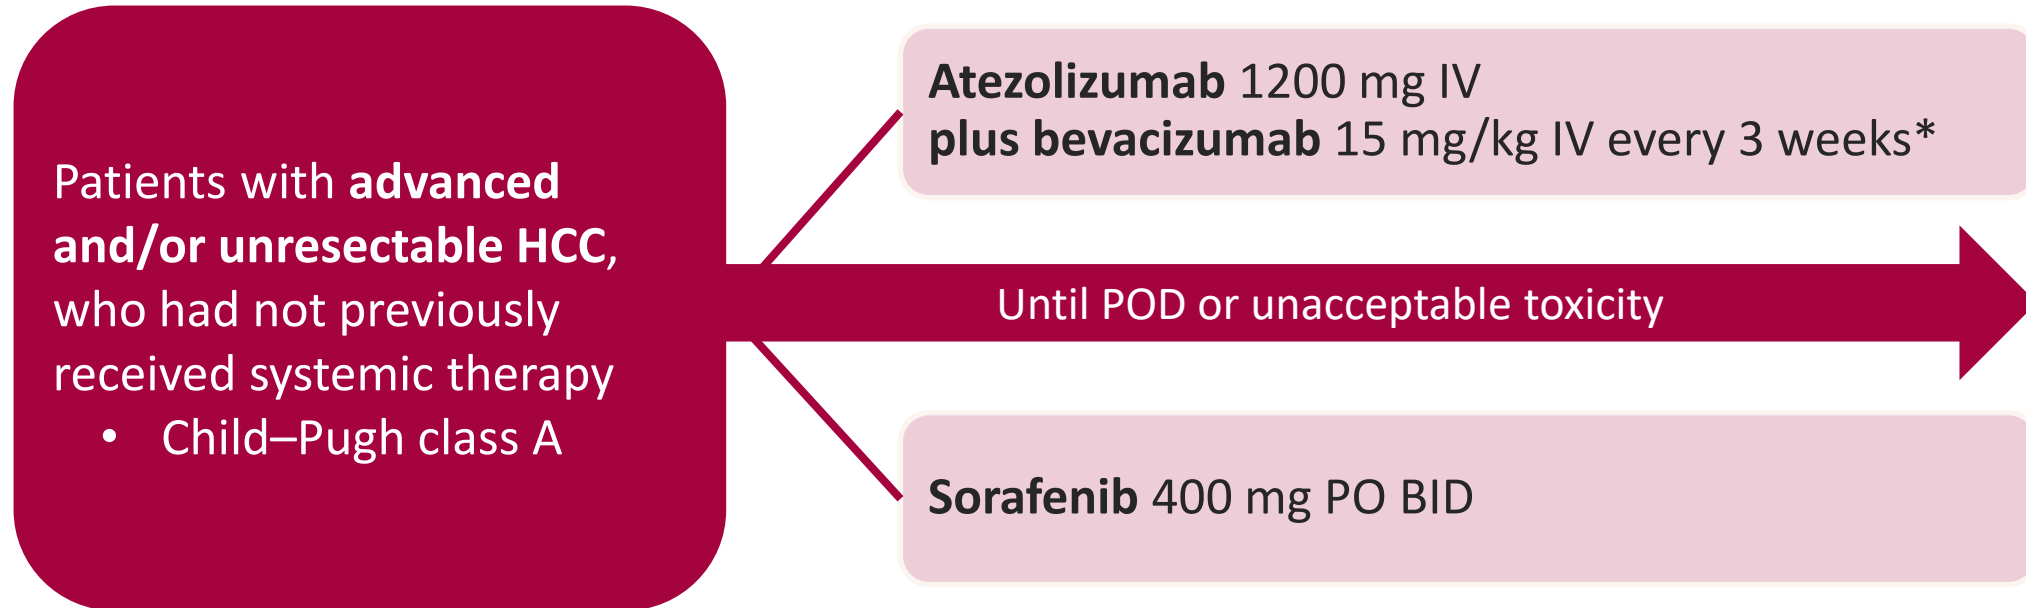 Patients with advanced
and/or unresectable HCC,
who had not previously
received systemic therapy
• Child–Pugh class A
Atezolizumab 1200 mg IV
plus bevacizumab 15 mg/kg IV every 3 weeks*
Until POD or unacceptable toxicity
Sorafenib 400 mg PO BID